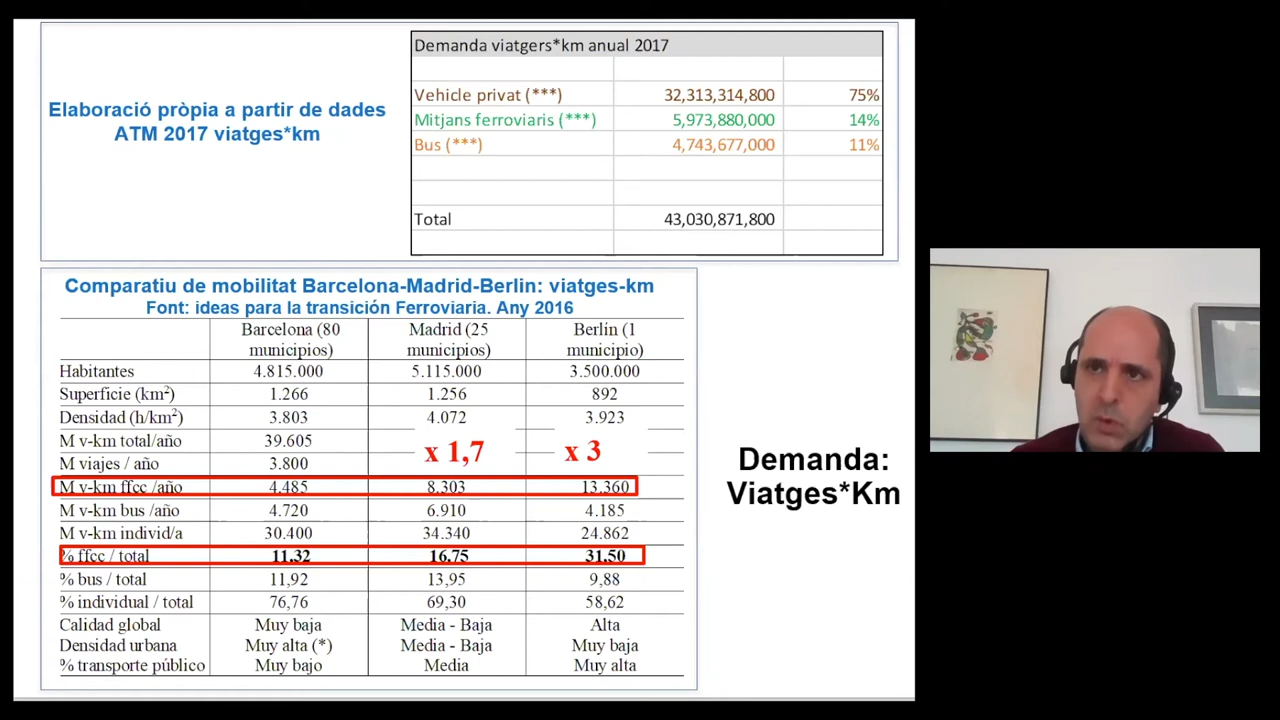 Elaboració pròpia a partir de dades
ATM 2017 viatges*km
Demanda viatgers*km anual 2017
Vehicle privat (***) 32,313,314,800 75%
Mitjans ferroviaris (***) 5,973,880,000 14%
Bus (***) 4,743,677,000 11%
Total 43,030,871,800
Comparatiu de mobilitat Barcelona-Madrid-Berlin: viatges-km
Font: ideas para la transición Ferroviaria. Any 2016
Barcelona (80 municipios) Madrid (25 municipios) Berlín (1 municipio)
Habitantes 4.815.000 5.115.000 3.500.000
Superfície (km²) 1.266 1.256 892
Densidad (h/km²) 3.803 4.072 3.923
M v-km total/año 39.605
x 1,7 x 3
M viajes / año 3.800
M v-km ffcc /año 4.485 8.303 13.360
M v-km bus /año 4.720 6.910 4.185
M v-km individ/a 30.400 34.340 24.862
% ffcc / total 11,32 16,75 31,50
% bus / total 11,92 13,95 9,88
% individual / total 76,76 69,30 58,62
Calidad global Muy baja Media - Baja Alta
Densidad urbana Muy alta (*) Media - Baja Muy baja
% transporte público Muy bajo Media Muy alta
Demanda:
Viatges*Km